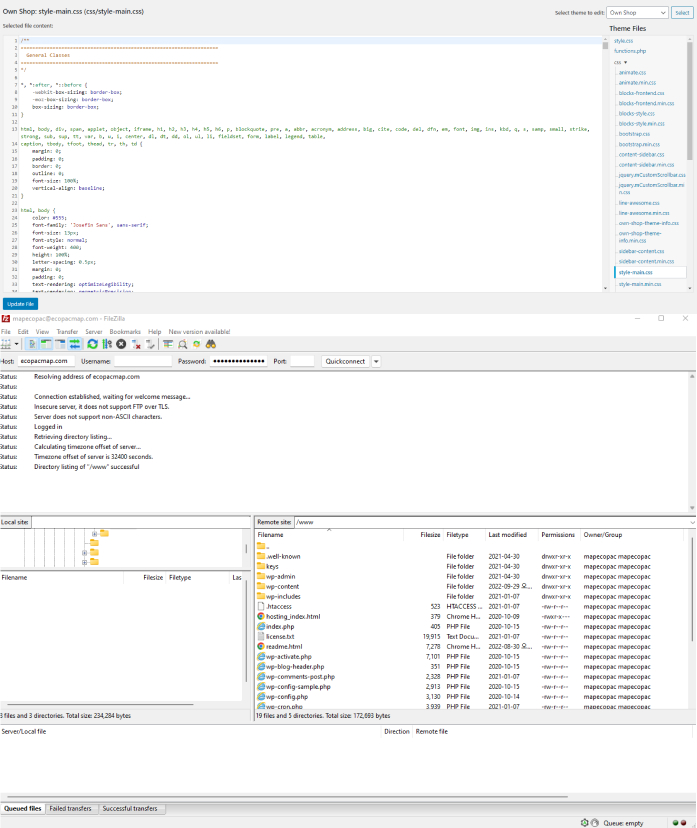 Own Shop: style-main.css (css/style-main.css)
Select theme to edit: Own Shop Select
Selected file content:
Theme Files
1 /**
2 ================================================================
3 General Classes
4 ================================================================
5 */
6
7 *, *:after, *::before {
8 -webkit-box-sizing: border-box;
9 -moz-box-sizing: border-box;
10 box-sizing: border-box;
11 }
12
13 html, body, div, span, applet, object, iframe, h1, h2, h3, h4, h5, h6, p, blockquote, pre, a, abbr, acronym, address, big, cite, code, del, dfn, em, font, img, ins, kbd, q, s, samp, small, strike,
strong, sub, sup, tt, var, b, u, i, center, dl, dt, dd, ol, ul, li, fieldset, form, label, legend, table,
14 caption, tbody, tfoot, thead, tr, th, td {
15 margin: 0;
16 padding: 0;
17 border: 0;
18 outline: 0;
19 font-size: 100%;
20 vertical-align: baseline;
21 }
22
23 html, body {
24 color: #555;
25 font-family: 'Josefin Sans', sans-serif;
26 font-size: 15px;
27 font-style: normal;
28 font-weight: 400;
29 height: 100%;
30 letter-spacing: 0.5px;
31 margin: 0;
32 padding: 0;
33 text-rendering: optimizeLegibility;
style.css
functions.php
css
animate.css
animate.min.css
blocks-frontend.css
blocks-frontend.min.css
blocks-style.css
blocks-style.min.css
bootstrap.css
bootstrap.min.css
content-sidebar.css
content-sidebar.min.css
jquery.mCustomScrollbar.css
jquery.mCustomScrollbar.mi
n.css
line-awesome.css
line-awesome.min.css
own-shop-theme-info.css
own-shop-theme-
info.min.css
sidebar-content.css
sidebar-content.min.css
style-main.css
style-main.min.css
Update File
mapecopac@ecopacmap.com - FileZilla
File Edit View Transfer Server Bookmarks Help New version available!
Host: ecopacmap.com Username: Password: Port: Quickconnect
Status: Resolving address of ecopacmap.com
Status:
Status: Connection established, waiting for welcome message...
Status: Insecure server, it does not support FTP over TLS.
Status: Server does not support non-ASCII characters.
Status: Logged in
Status: Retrieving directory listing...
Status: Calculating timezone offset of server...
Status: Timezone offset of server is 32400 seconds.
Status: Directory listing of "/www" successful
Local site:
Remote site: /www
Filename Filesize Filetype Las
3 files and 3 directories. Total size: 234,284 bytes
Filename Filesize Filetype Last modified Permissions Owner/Group
..
.well-known File folder 2021-04-30 drwxr-xr-x mapecopac mapecopac
keys File folder 2021-04-30 drwxr-xr-x mapecopac mapecopac
wp-admin File folder 2021-04-30 drwxr-xr-x mapecopac mapecopac
wp-content File folder 2022-09-29 오... drwxr-xr-x mapecopac mapecopac
wp-includes File folder 2021-01-07 drwxr-xr-x mapecopac mapecopac
.htaccess 523 HTACCESS ... 2021-01-07 -rw-r--r-- mapecopac mapecopac
hosting_index.html 379 Chrome H... 2020-10-09 -rwxr-x--- mapecopac mapecopac
index.php 405 PHP File 2020-10-15 -rw-r--r-- mapecopac mapecopac
license.txt 19,915 Text Docu... 2021-01-07 -rw-r--r-- mapecopac mapecopac
readme.html 7,278 Chrome H... 2022-08-30 오... -rw-r--r-- mapecopac mapecopac
wp-activate.php 7,101 PHP File 2020-10-15 -rw-r--r-- mapecopac mapecopac
wp-blog-header.php 351 PHP File 2020-10-15 -rw-r--r-- mapecopac mapecopac
wp-comments-post.php 2,328 PHP File 2021-01-07 -rw-r--r-- mapecopac mapecopac
wp-config-sample.php 2,913 PHP File 2020-10-15 -rw-r--r-- mapecopac mapecopac
wp-config.php 3,130 PHP File 2020-10-14 -rw-r--r-- mapecopac mapecopac
wp-cron.php 3,939 PHP File 2021-01-07 -rw-r--r-- mapecopac mapecopac
19 files and 5 directories. Total size: 172,693 bytes
Server/Local file Direction Remote file
Queued files Failed transfers Successful transfers
Queue: empty